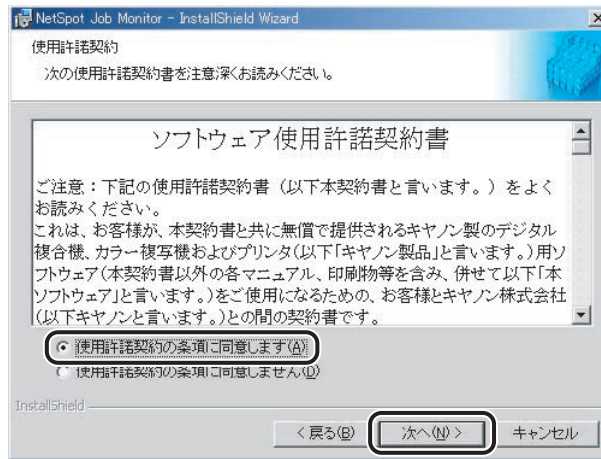 NetSpot Job Monitor - InstallShield Wizard
使用許諾契約
次の使用許諾契約書を注意深くお読みください。
ソフトウェア使用許諾契約書
ご注意：下記の使用許諾契約書（以下本契約書と言います。）をよく
お読みください。
これは、お客様が、本契約書と共に無償で提供されるキヤノン製のデジタル
複合機、カラー複写機およびプリンタ(以下「キヤノン製品」と言います。)用ソ
フトウェア(本契約書以外の各マニュアル、印刷物等を含み、併せて以下「本
ソフトウェア」と言います。)をご使用になるための、お客様とキヤノン株式会社
(以下キヤノンと言います。)との間の契約書です。
使用許諾契約の条項に同意します(A)
使用許諾契約の条項に同意しません(D)
InstallShield
< 戻る(B)
次へ(N) >
キャンセル